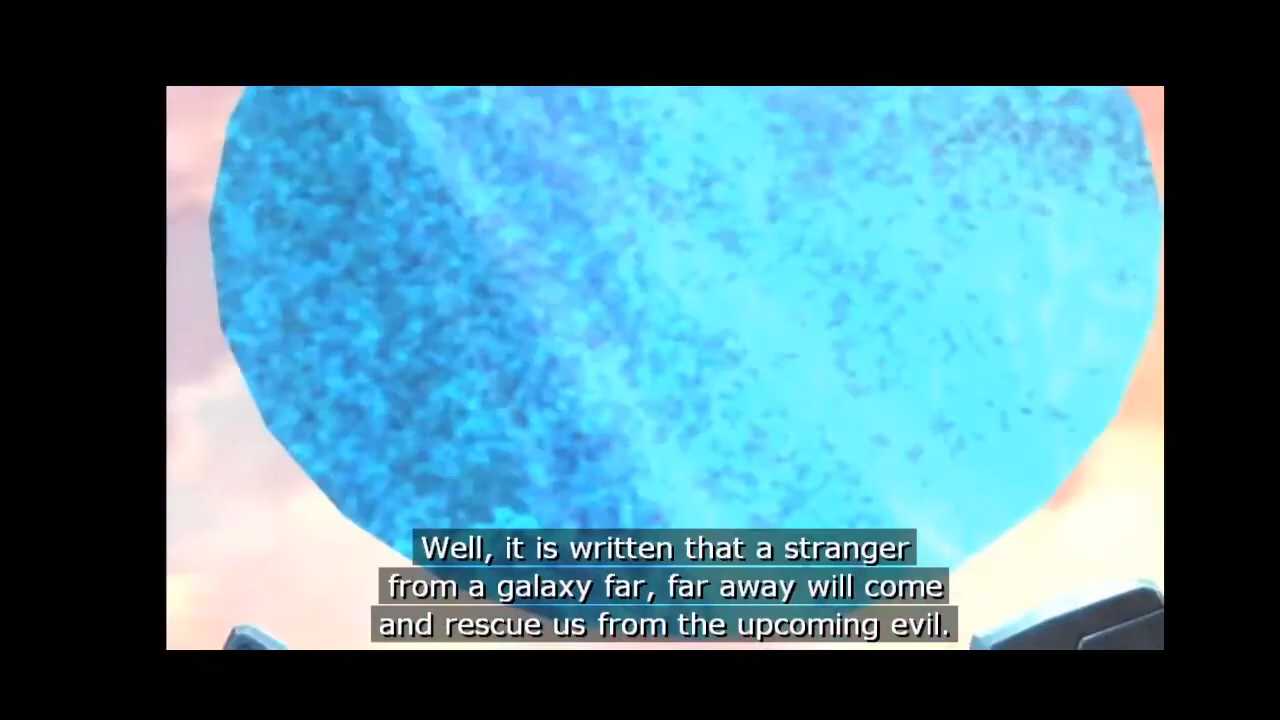 Well, it is written that a stranger
from a galaxy far, far away will come
and rescue us from the upcoming evil.